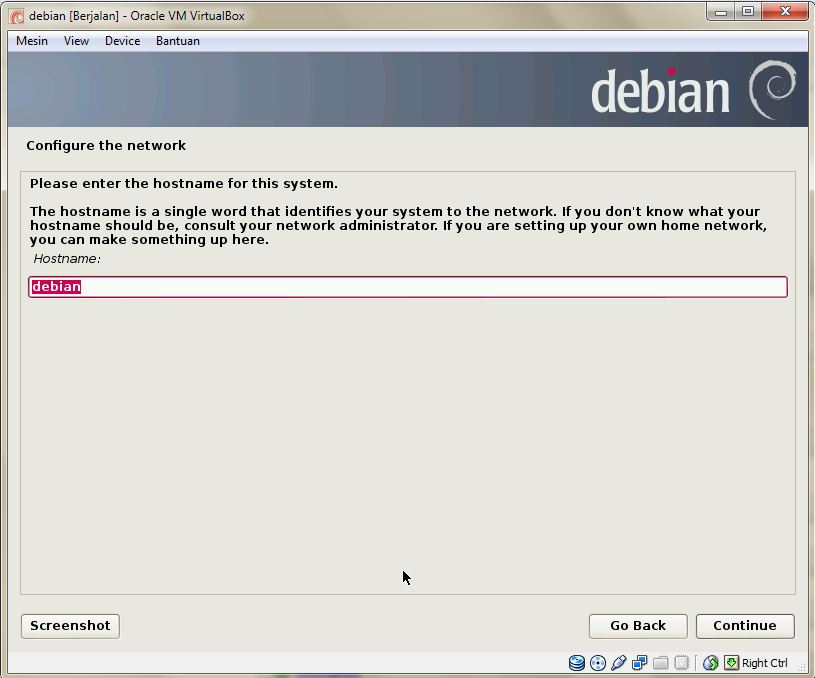 debian [Berjalan] - Oracle VM VirtualBox
Mesin View Device Bantuan
debian
Configure the network
Please enter the hostname for this system.
The hostname is a single word that identifies your system to the network. If you don't know what your
hostname should be, consult your network administrator. If you are setting up your own home network,
you can make something up here.
Hostname:
debian
Screenshot Go Back Continue
Right Ctrl